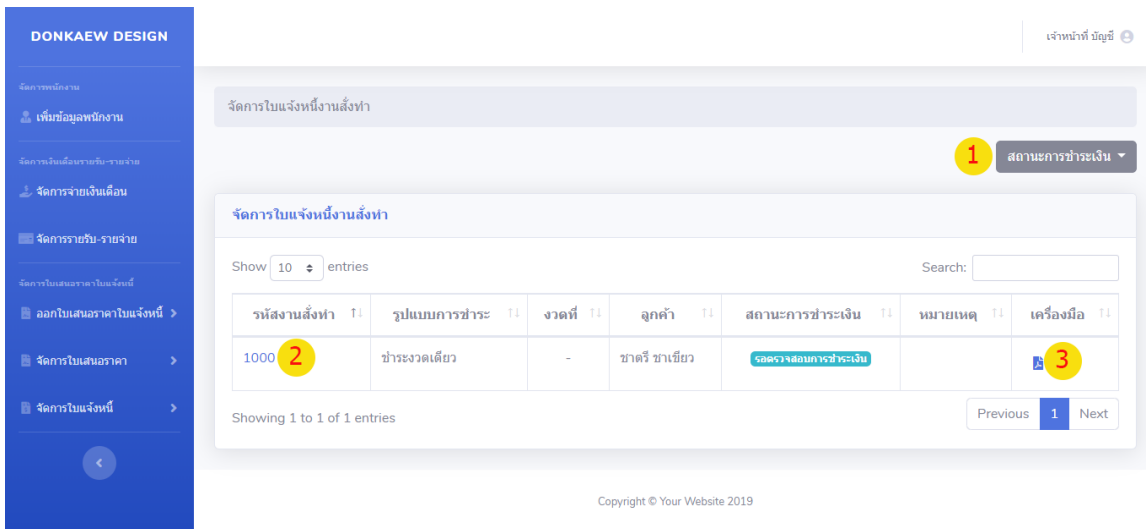 DONKAEW DESIGN
เจ้าหน้าที่ บัญชี
จัดการพนักงาน
เพิ่มข้อมูลพนักงาน
จัดการใบแจ้งหนี้งานสั่งทำ
1
สถานะการชำระเงิน
จัดการเงินเดือนรายรับ-รายจ่าย
จัดการจ่ายเงินเดือน
จัดการใบแจ้งหนี้งานสั่งทำ
จัดการรายรับ-รายจ่าย
Show 10 entries
Search:
จัดการใบเสนอราคาใบแจ้งหนี้
ออกใบเสนอราคาใบแจ้งหนี้
รหัสงานสั่งทำ รูปแบบการชำระ งวดที่ ลูกค้า สถานะการชำระเงิน หมายเหตุ เครื่องมือ
จัดการใบเสนอราคา
1000 2 ชำระงวดเดียว - ชาตรี ชาเขียว รอตรวจสอบการชำระเงิน 3
จัดการใบแจ้งหนี้
Showing 1 to 1 of 1 entries
Previous 1 Next
Copyright © Your Website 2019